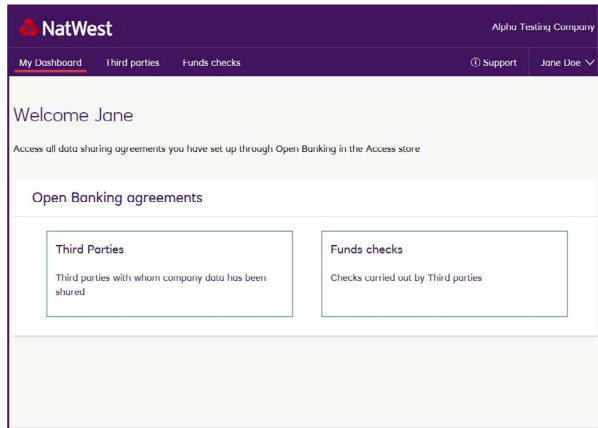 NatWest
Alpha Testing Company
My Dashboard Third parties Funds checks Support Jane Doe
Welcome Jane
Access all data sharing agreements you have set up through Open Banking in the Access store
Open Banking agreements
Third Parties
Third parties with whom company data has been
shared
Funds checks
Checks carried out by Third parties